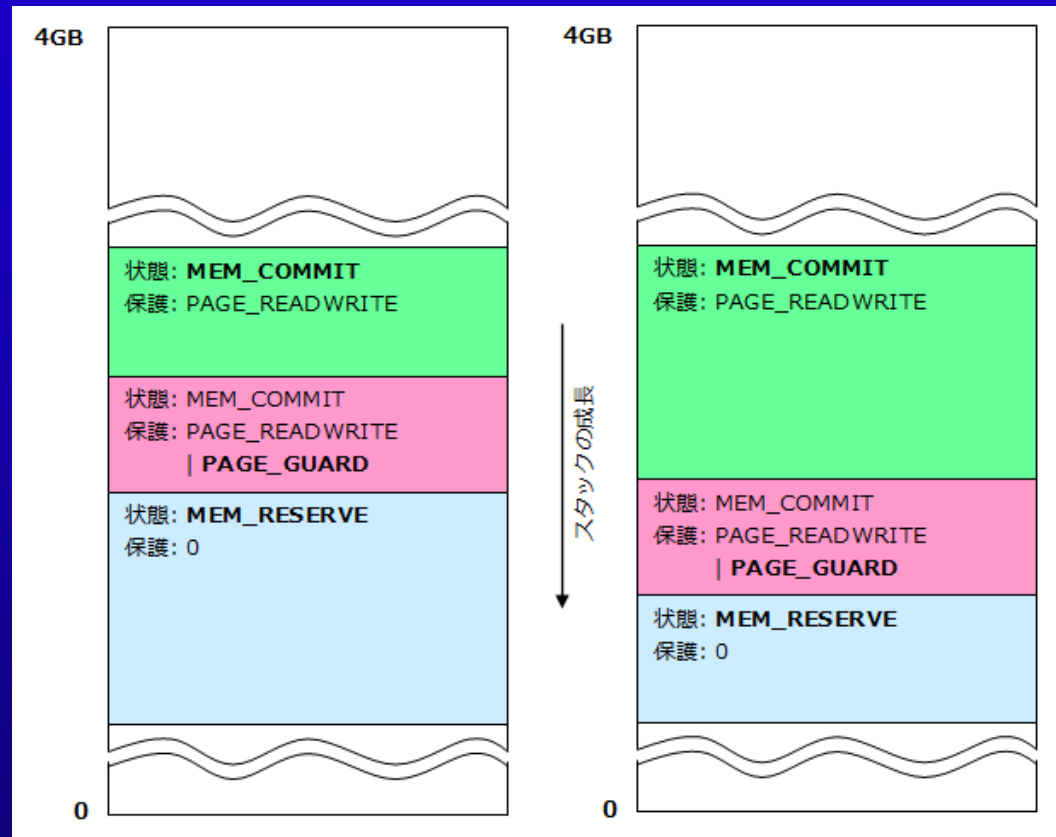 4GB
状態: MEM_COMMIT
保護: PAGE_READWRITE
状態: MEM_COMMIT
保護: PAGE_READWRITE
| PAGE_GUARD
状態: MEM_RESERVE
保護: 0
0
スタックの成長
4GB
状態: MEM_COMMIT
保護: PAGE_READWRITE
状態: MEM_COMMIT
保護: PAGE_READWRITE
| PAGE_GUARD
状態: MEM_RESERVE
保護: 0
0